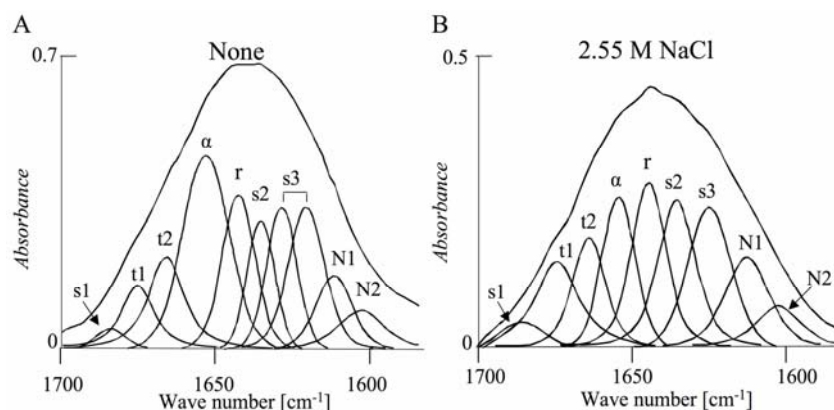 A
None
0.7
Absorbance
0
s1
t1
t2
α
r
s2
s3
N1
N2
1700
1650
1600
Wave number [cm-1]
B
2.55 M NaCl
0.5
Absorbance
0
s1
t1
t2
α
r
s2
s3
N1
N2
1700
1650
1600
Wave number [cm-1]